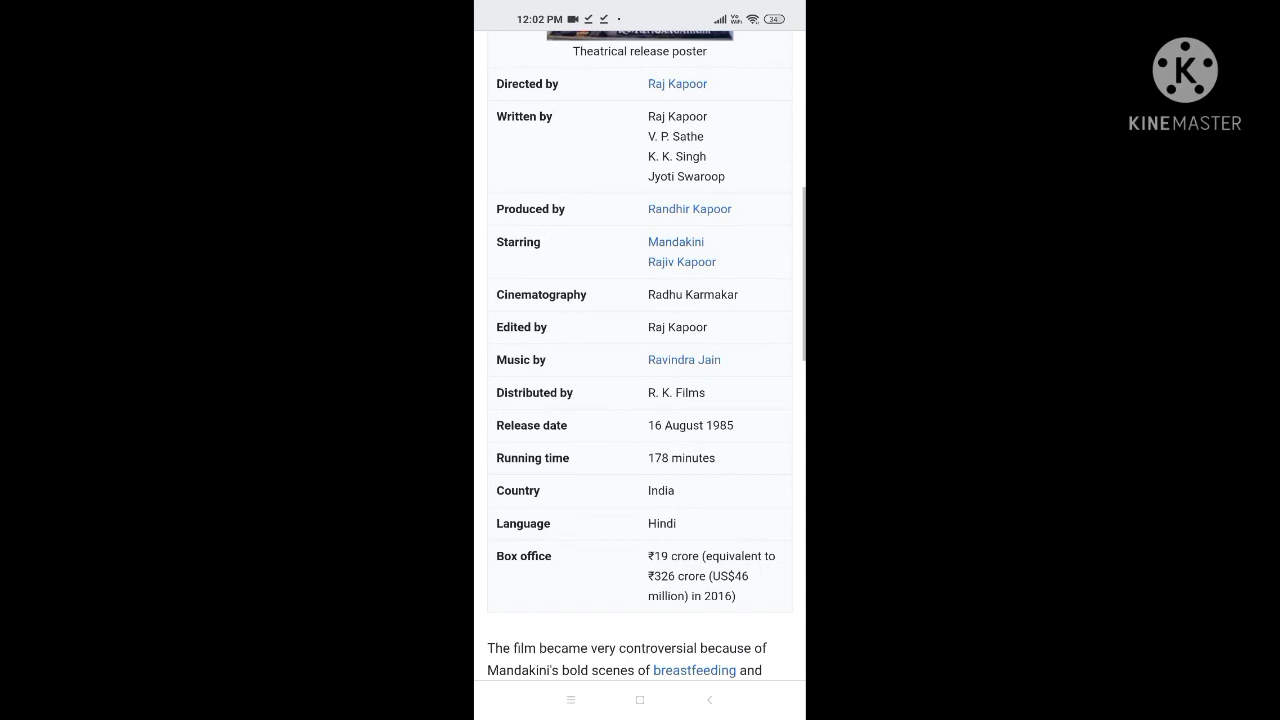 12:02 PM
Vo
WiFi
34
Theatrical release poster
Directed by
Raj Kapoor
Written by
Raj Kapoor
V. P. Sathe
K. K. Singh
Jyoti Swaroop
Produced by
Randhir Kapoor
Starring
Mandakini
Rajiv Kapoor
Cinematography
Radhu Karmakar
Edited by
Raj Kapoor
Music by
Ravindra Jain
Distributed by
R. K. Films
Release date
16 August 1985
Running time
178 minutes
Country
India
Language
Hindi
Box office
₹19 crore (equivalent to
₹326 crore (US$46
million) in 2016)
The film became very controversial because of
Mandakini's bold scenes of breastfeeding and
K
KINEMASTER